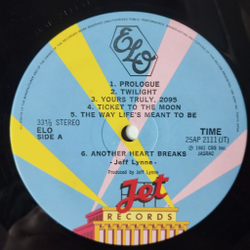 ELO
1. PROLOGUE
2. TWILIGHT
3. YOURS TRULY, 2095
4. TICKET TO THE MOON
5. THE WAY LIFE'S MEANT TO BE
33⅓ STEREO
ELO
SIDE A
TIME
25AP 2111 (JT)
Ⓟ 1981 CBS Inc.
JASRAC
6. ANOTHER HEART BREAKS
-Jeff Lynne-
Produced by Jeff Lynne
Jet
RECORDS